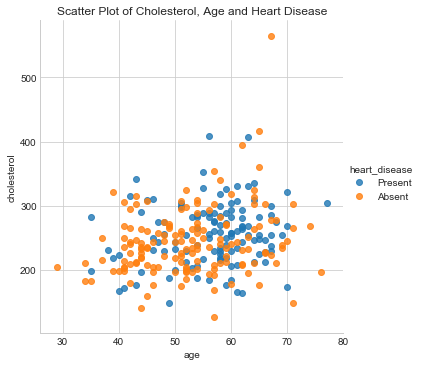 Scatter Plot of Cholesterol, Age and Heart Disease
500
400
300
200
cholesterol
30 40 50 60 70 80
age
heart_disease
Present
Absent